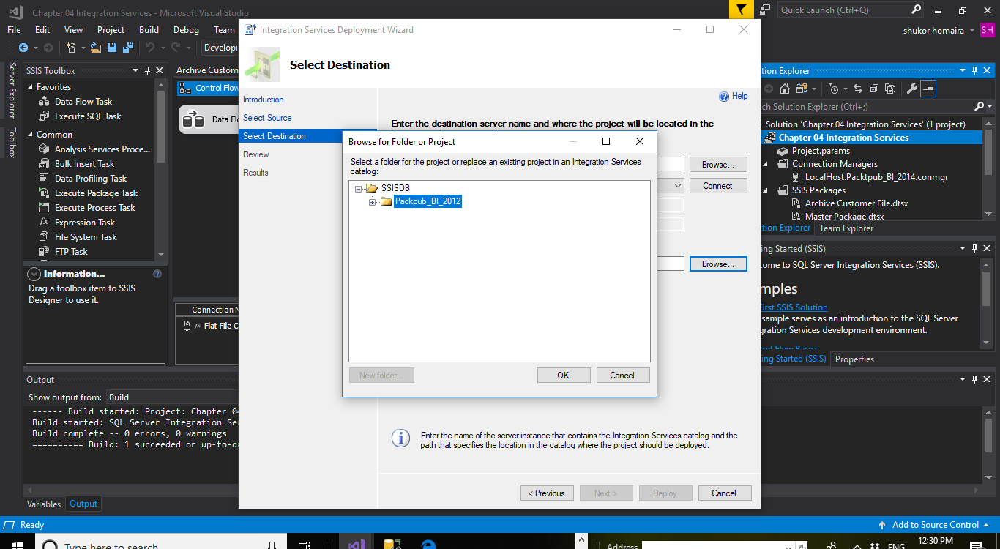 Chapter 04 Integration Services - Microsoft Visual Studio
Quick Launch (Ctrl+Q)
File Edit View Project Build Debug Team
shukor homaira SH
Integration Services Deployment Wizard
Select Destination
Introduction
Select Source
Select Destination
Review
Results
Help
Enter the destination server name and where the project will be located in the
Browse...
Connect
Browse...
Enter the name of the server instance that contains the Integration Services catalog and the
path that specifies the location in the catalog where the project should be deployed.
< Previous Next > Deploy Cancel
Browse for Folder or Project
Select a folder for the project or replace an existing project in an Integration Services
catalog:
SSISDB
Packpub_BI_2012
New folder... OK Cancel
Server Explorer
Toolbox
SSIS Toolbox
Favorites
Data Flow Task
Execute SQL Task
Common
Analysis Services Proce...
Bulk Insert Task
Data Profiling Task
Execute Package Task
Execute Process Task
fx Expression Task
File System Task
FTP Task
Information...
Drag a toolbox item to SSIS
Designer to use it.
Archive Custom
Control Flow
Data Fl
Connection N
fx Flat File C
Output
Show output from: Build
------ Build started: Project: Chapter 04
Build started: SQL Server Integration Se
Build complete -- 0 errors, 0 warnings
========== Build: 1 succeeded or up-to-da
Variables Output
tion Explorer
ch Solution Explorer (Ctrl+;)
Solution 'Chapter 04 Integration Services' (1 project)
Chapter 04 Integration Services
Project.params
Connection Managers
LocalHost.Packtpub_BI_2014.conmgr
SSIS Packages
Archive Customer File.dtsx
Master Package.dtsx
tion Explorer Team Explorer
ing Started (SSIS)
come to SQL Server Integration Services (SSIS).
mples
First SSIS Solution
sample serves as an introduction to the SQL Server
gration Services development environment.
rol Flow Basics
ing Started (SSIS) Properties
Ready
Add to Source Control
Type here to search
Address
ENG
12:30 PM